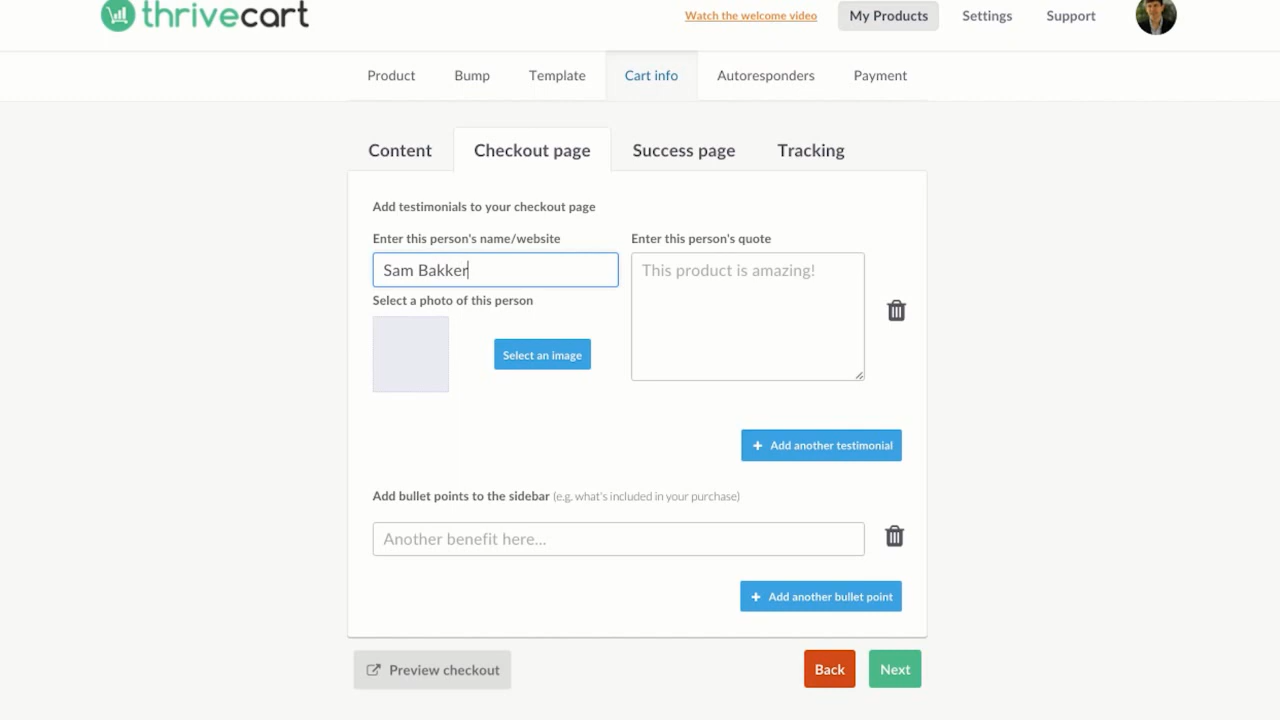 thrivecart
Watch the welcome video My Products Settings Support
Product Bump Template Cart info Autoresponders Payment
Content Checkout page Success page Tracking
Add testimonials to your checkout page
Enter this person's name/website Enter this person's quote
Sam Bakker This product is amazing!
Select a photo of this person
Select an image
+ Add another testimonial
Add bullet points to the sidebar (e.g. what's included in your purchase)
Another benefit here...
+ Add another bullet point
Preview checkout Back Next